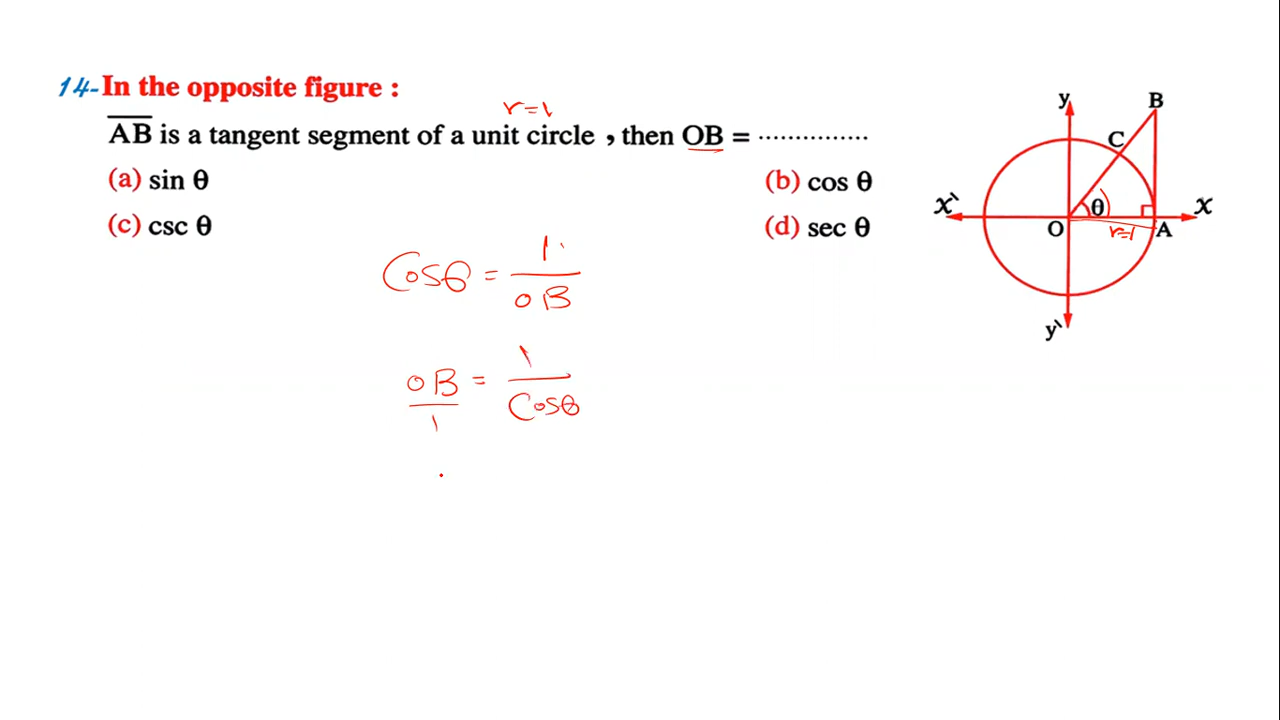 14-In the opposite figure :
r=1
AB is a tangent segment of a unit circle , then OB = ...............
(a) sin θ
(b) cos θ
(c) csc θ
(d) sec θ
y
B
C
x'
θ
x
O
r=1
A
y'
Cosθ = 1
OB
OB = 1
1 Cosθ